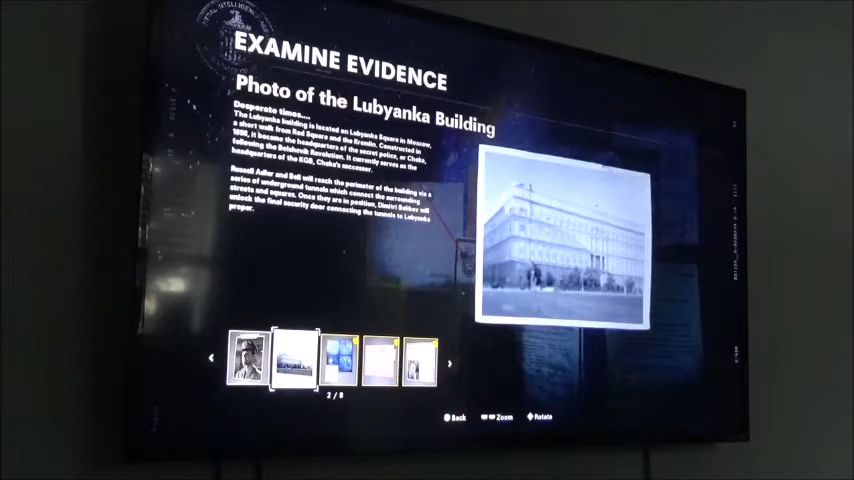 EXAMINE EVIDENCE
Photo of the Lubyanka Building
Desperate times....
The Lubyanka building is located on Lubyanka Square in Moscow,
a short walk from Red Square and the Kremlin. Constructed in
1898, it became the headquarters of the secret police, or Cheka,
following the Bolshevik Revolution. It currently serves as the
headquarters of the KGB, Cheka's successor.
Russell Adler and Bell will reach the perimeter of the building via a
series of underground tunnels which connect the surrounding
streets and squares. Once they are in position, Dimitri Belikov will
unlock the final security door connecting the tunnels to Lubyanka
proper.
2 / 8
Back
Zoom
Rotate